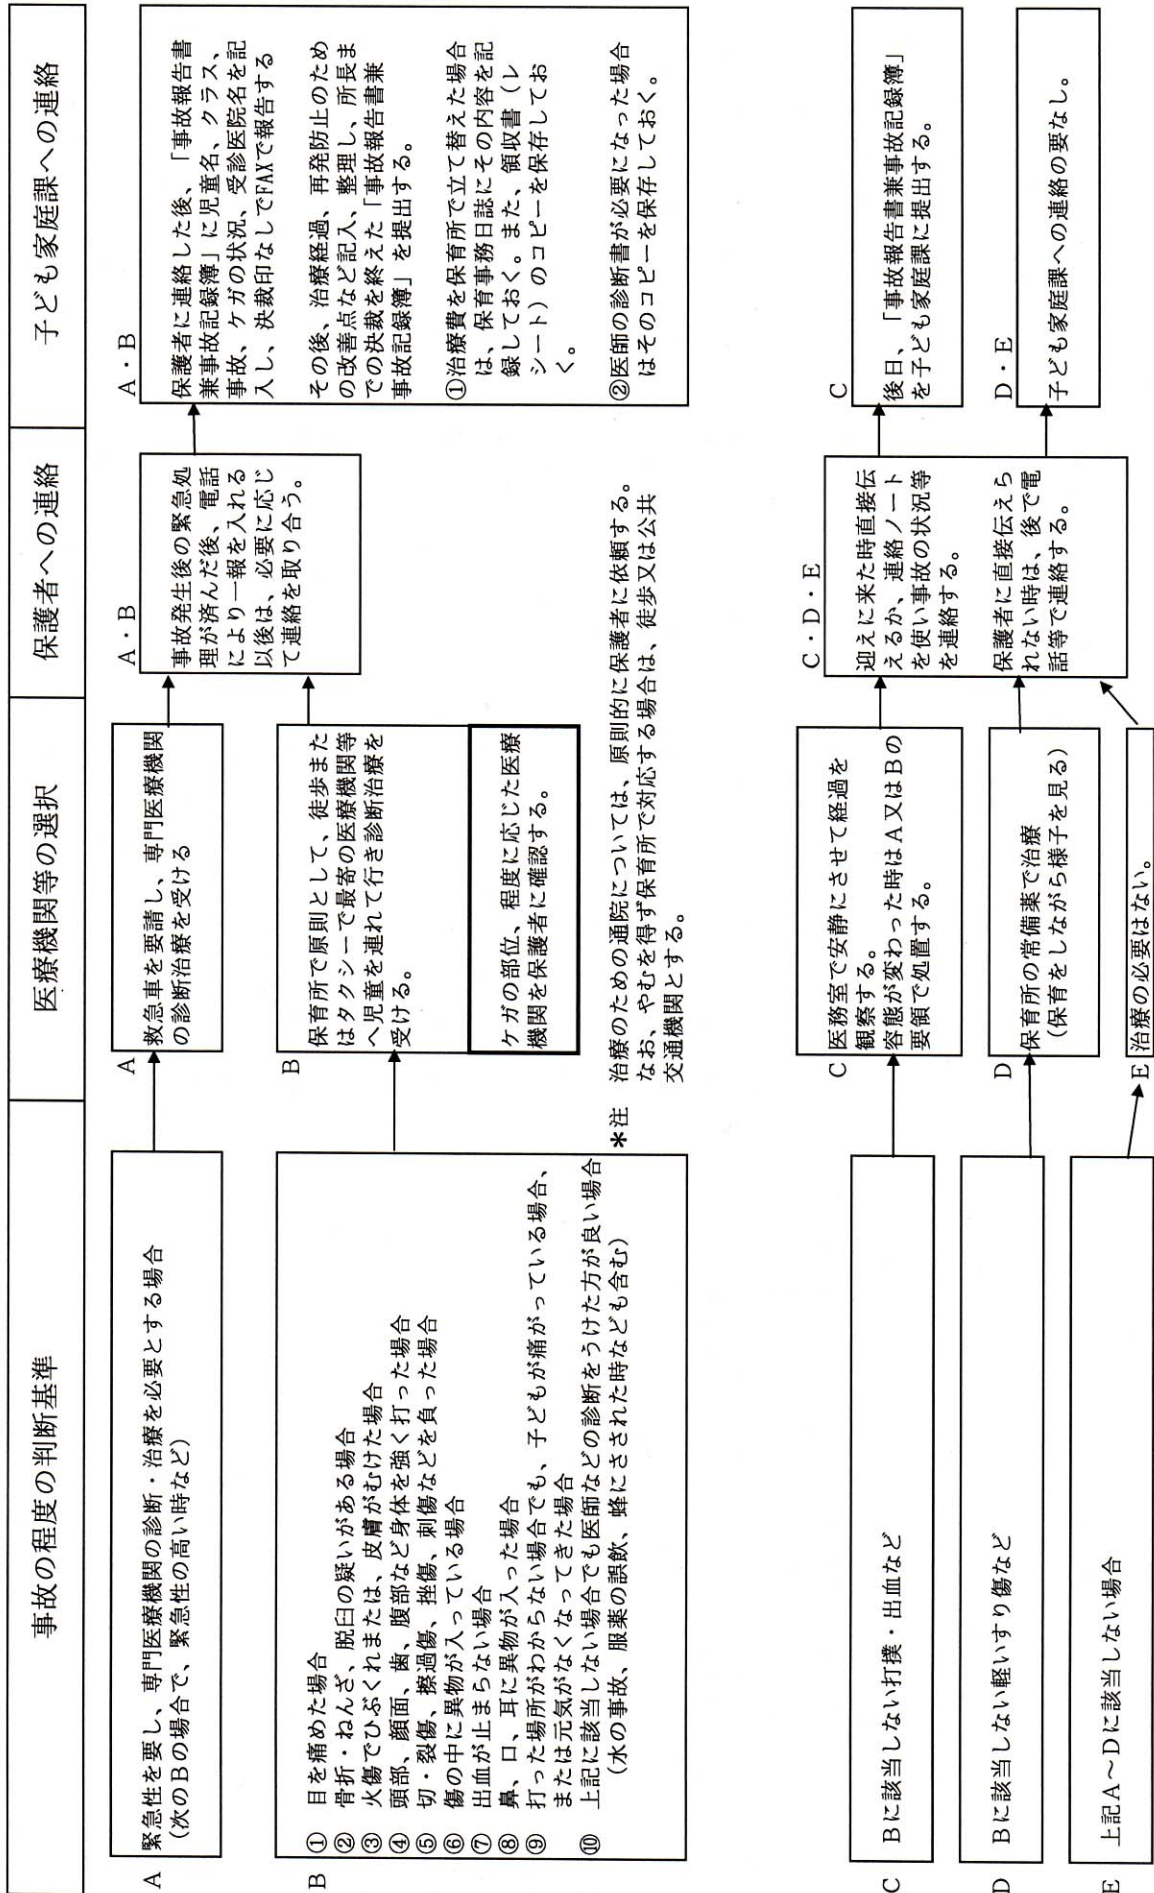 事故の程度の判断基準
医療機関等の選択
保護者への連絡
子ども家庭課への連絡
A
緊急性を要し、専門医療機関の診断・治療を必要とする場合
(次のBの場合で、緊急性の高い時など)
A
救急車を要請し、専門医療機関
の診断治療を受ける
B
① 目を痛めた場合
② 骨折・ねんざ、脱臼の疑いがある場合
③ 火傷でひぶくれまたは、皮膚がむけた場合
④ 頭部、顔面、歯、腹部など身体を強く打った場合
⑤ 切・裂傷、擦過傷、挫傷、刺傷などを負った場合
⑥ 傷の中に異物が入っている場合
⑦ 出血が止まらない場合
⑧ 鼻、口、耳に異物が入った場合
⑨ 打った場所がわからない場合でも、子どもが痛がっている場合、
または元気がなくなってきた場合
⑩ 上記に該当しない場合でも医師などの診断をうけた方が良い場合
(水の事故、服薬の誤飲、蜂にさされた時なども含む)
B
保育所で原則として、徒歩また
はタクシーで最寄の医療機関等
へ児童を連れて行き診断治療を
受ける。
ケガの部位、程度に応じた医療
機関を保護者に確認する。
A・B
事故発生後の緊急処
理が済んだ後、電話
により一報を入れる
以後は、必要に応じ
て連絡を取り合う。
A・B
保護者に連絡した後、「事故報告書
兼事故記録簿」に児童名、クラス、
事故、ケガの状況、受診医院名を記
入し、決裁印なしでFAXで報告する
その後、治療経過、再発防止のため
の改善点など記入、整理し、所長ま
での決裁を終えた「事故報告書兼
事故記録簿」を提出する。
①治療費を保育所で立て替えた場合
は、保育事務日誌にその内容を記
録しておく。また、領収書(レ
シート)のコピーを保存してお
く。
②医師の診断書が必要になった場合
はそのコピーを保存しておく。
*注 治療のための通院については、原則的に保護者に依頼する。
なお、やむを得ず保育所で対応する場合は、徒歩又は公共
交通機関とする。
C
Bに該当しない打撲・出血など
C
医務室で安静にさせて経過を
観察する。
容態が変わった時はA又はBの
要領で処置する。
D
Bに該当しない軽いすり傷など
D
保育所の常備薬で治療
(保育をしながら様子を見る)
E
上記A~Dに該当しない場合
E
治療の必要はない。
C・D・E
迎えに来た時直接伝
えるか、連絡ノート
を使い事故の状況等
を連絡する。
保護者に直接伝えら
れない時は、後で電
話等で連絡する。
C
後日、「事故報告書兼事故記録簿」
を子ども家庭課に提出する。
D・E
子ども家庭課への連絡の要なし。